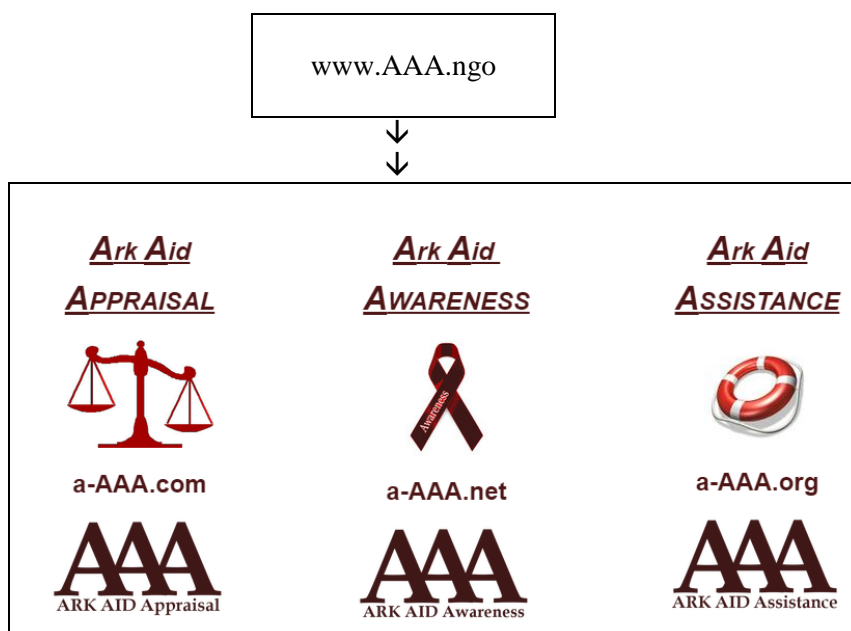 www.AAA.ngo
Ark Aid
APPRAISAL
a-AAA.com
AAA
ARK AID Appraisal
Ark Aid
AWARENESS
Awareness
a-AAA.net
AAA
ARK AID Awareness
Ark Aid
ASSISTANCE
a-AAA.org
AAA
ARK AID Assistance